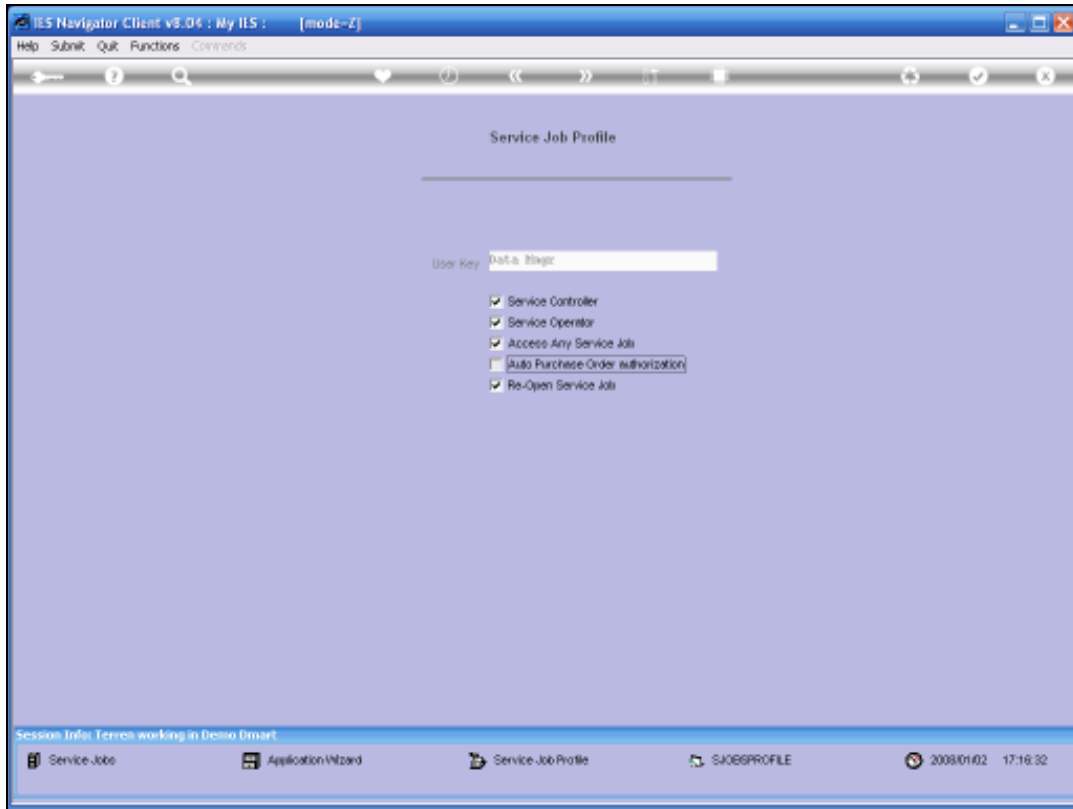 IES Navigator Client v8.04 : My IES : [mode=Z]
Help Submit Quit Functions Commends
Service Job Profile
User Key Data Mngr
Service Controller
Service Operator
Access Any Service Job
Auto Purchase Order authorization
Re-Open Service Job
Session Info: Terren working in Demo Dmart
Service Jobs Application Wizard Service Job Profile SJOBSPROFILE 2008/01/02 17:16:32